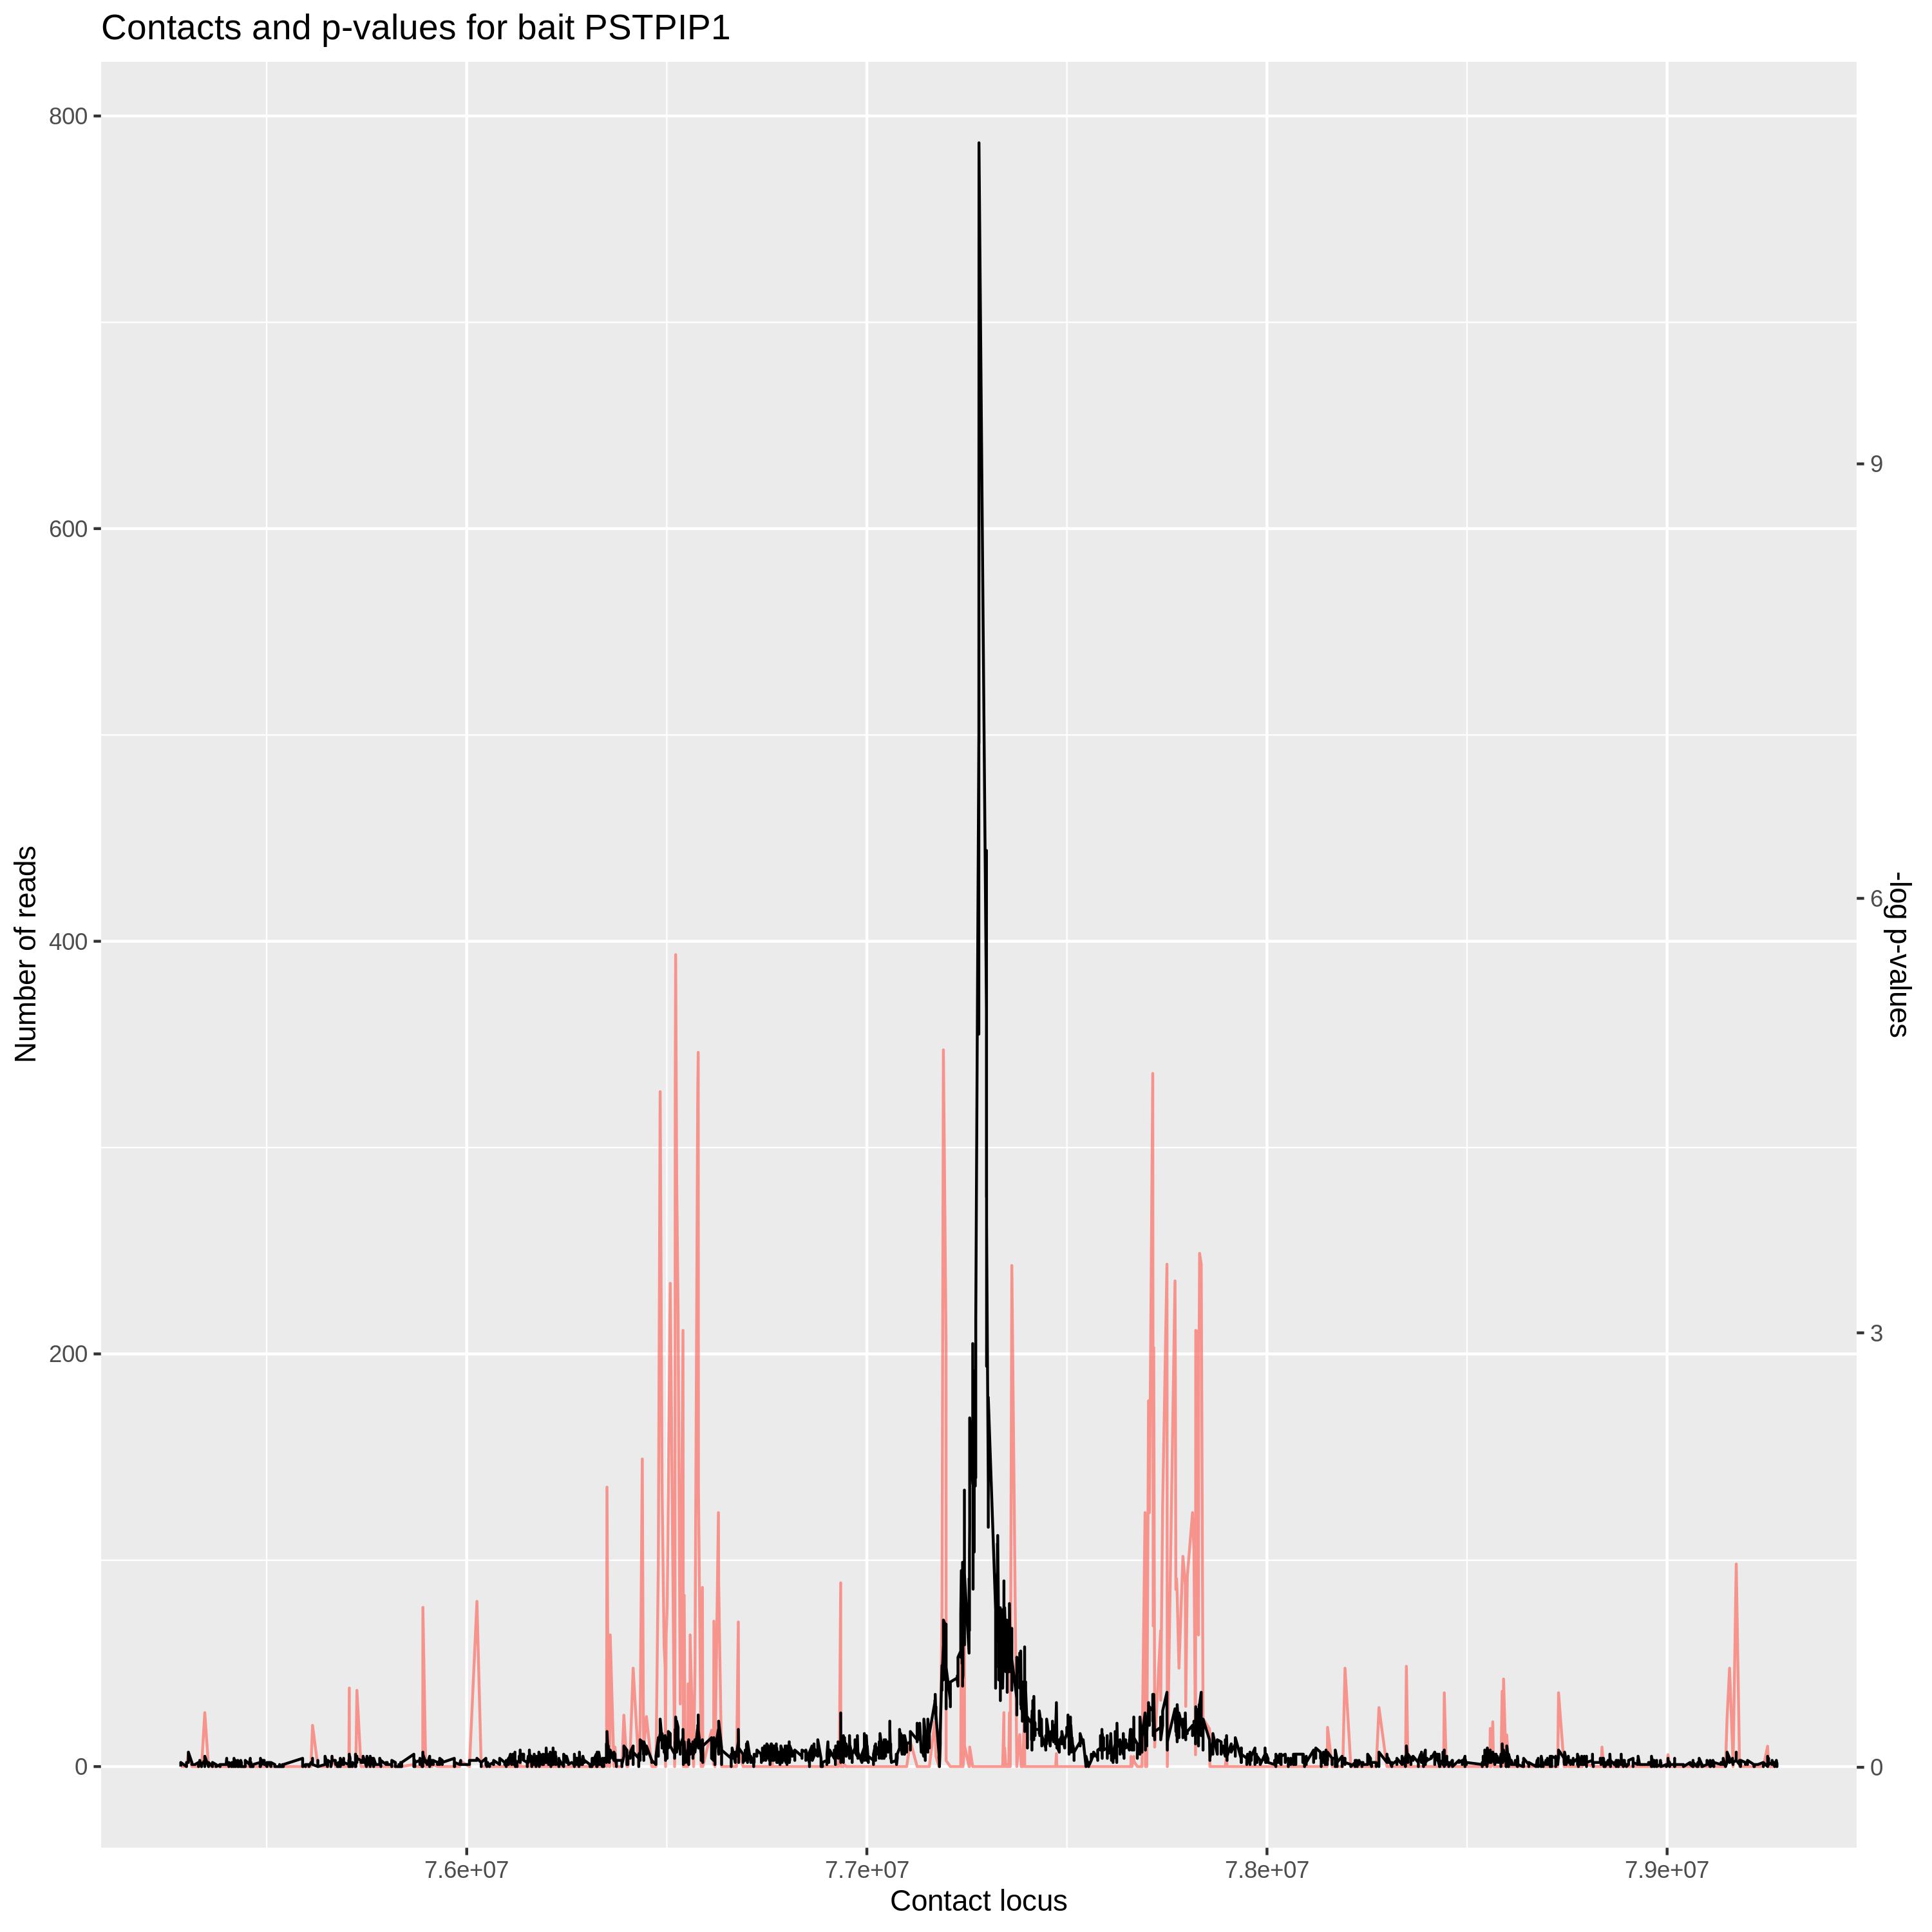 Contacts and p-values for bait PSTPIP1
800
600
400
200
0
Number of reads
9
6
3
0
-log p-values
7.6e+07
7.7e+07
7.8e+07
7.9e+07
Contact locus